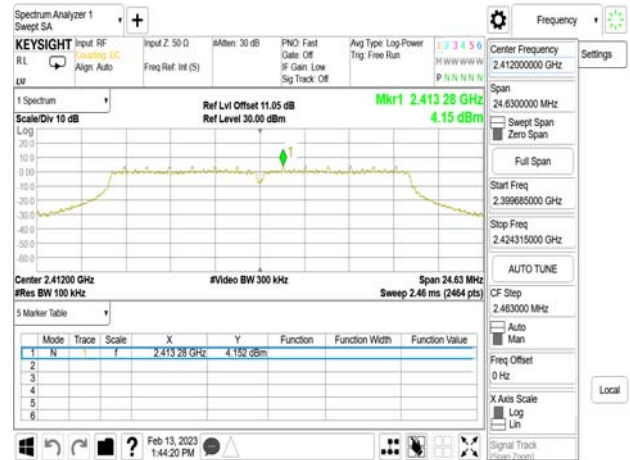 Spectrum Analyzer 1
Swept SA
Frequency
KEYSIGHT
RL
Input: RF
Coupling: DC
Align: Auto
Input Z: 50 Ω
Freq Ref: Int (S)
#Atten: 30 dB
PNO: Fast
Gate: Off
IF Gain: Low
Sig Track: Off
Avg Type: Log-Power
Trig: Free Run
1 2 3 4 5 6
M W W W W W
P N N N N N
1 Spectrum
Scale/Div 10 dB
Ref Lvl Offset 11.05 dB
Ref Level 30.00 dBm
Mkr1 2.413 28 GHz
4.15 dBm
Log
20.0
10.0
0.00
-10.0
-20.0
-30.0
-40.0
-50.0
-60.0
1
Center 2.41200 GHz
#Res BW 100 kHz
#Video BW 300 kHz
Span 24.63 MHz
Sweep 2.46 ms (2464 pts)
5 Marker Table
Mode Trace Scale X Y Function Function Width Function Value
1 N 1 f 2.413 28 GHz 4.152 dBm
2
3
4
5
6
Feb 13, 2023
1:44:20 PM
Center Frequency
2.412000000 GHz
Settings
Span
24.6300000 MHz
Swept Span
Zero Span
Full Span
Start Freq
2.399685000 GHz
Stop Freq
2.424315000 GHz
AUTO TUNE
CF Step
2.463000 MHz
Auto
Man
Freq Offset
0 Hz
X Axis Scale
Log
Lin
Local
Signal Track
(Span Zoom)